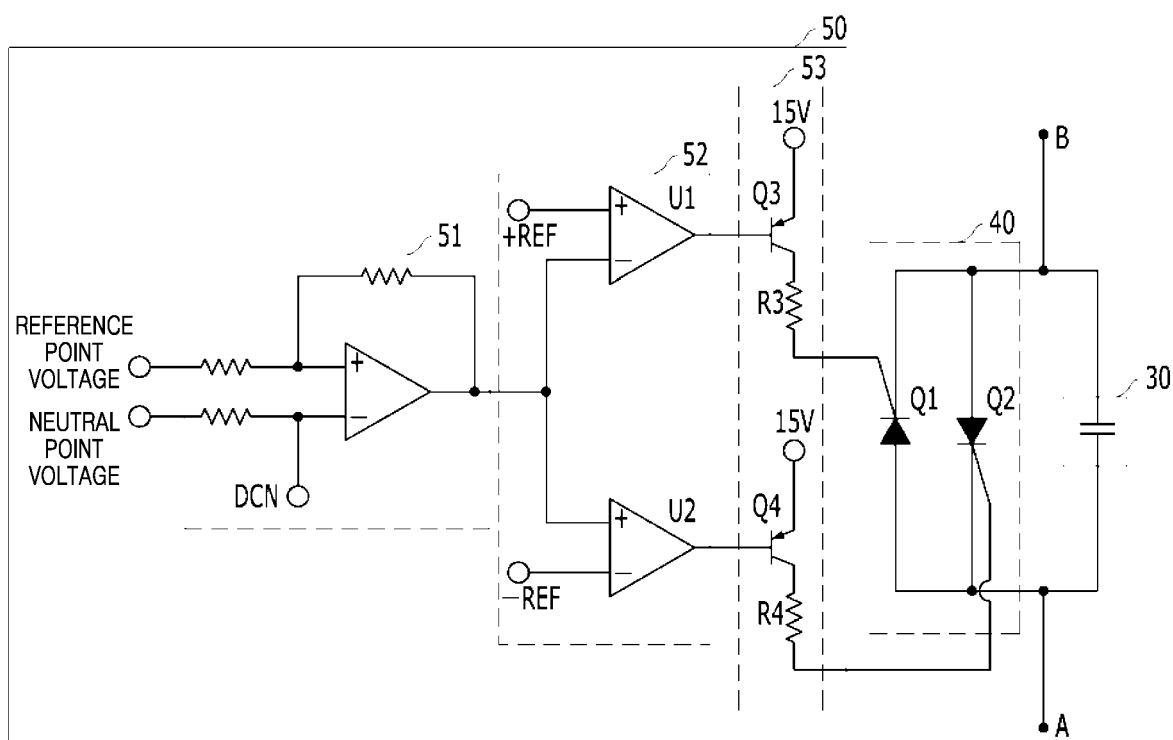 50
53
15V
B
52
U1
Q3
+REF
+
−
51
40
R3
REFERENCE
POINT
VOLTAGE
+
−
Q1
Q2
30
NEUTRAL
POINT
VOLTAGE
15V
DCN
U2
Q4
+
−
−REF
R4
A